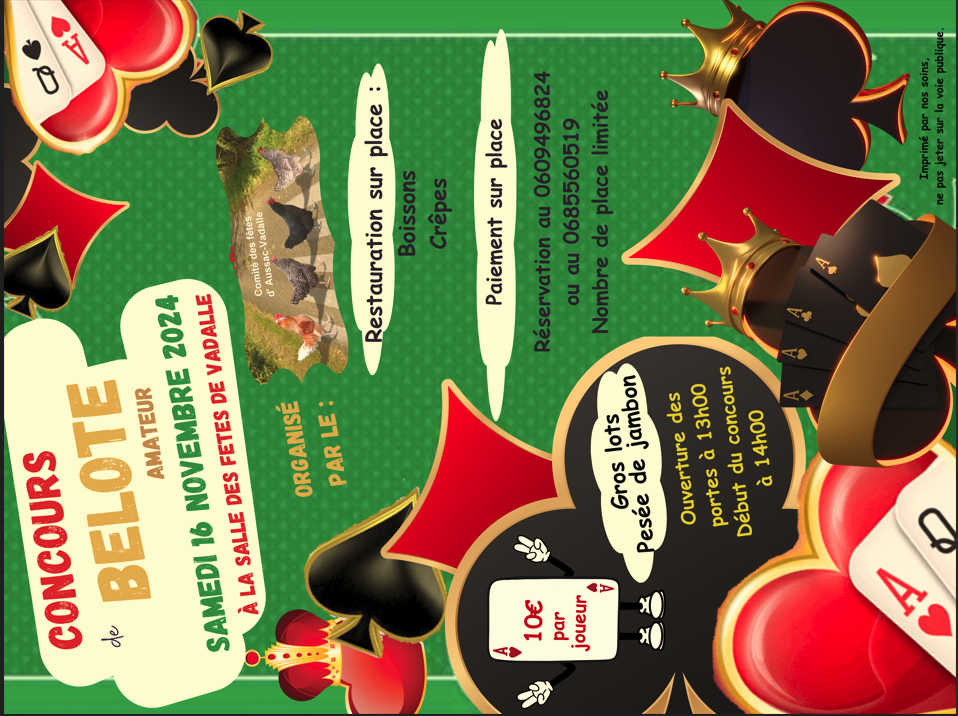 CONCOURS
de
BELOTE
AMATEUR
SAMEDI 16 NOVEMBRE 2024
À LA SALLE DES FETES DE VADALLE
ORGANISÉ
PAR LE :
Comité des fêtes
d' Aussac-Vadalle
Restauration sur place :
Boissons
Crêpes
Paiement sur place
Réservation au 0609496824
ou au 0685560519
Nombre de place limitée
A
10€
par
joueur
A
Gros lots
Pesée de jambon
Ouverture des
portes à 13h00
Début du concours
à 14h00
Q
A
A
A
A
A
A
Q
Imprimé par nos soins,
ne pas jeter sur la voie publique.